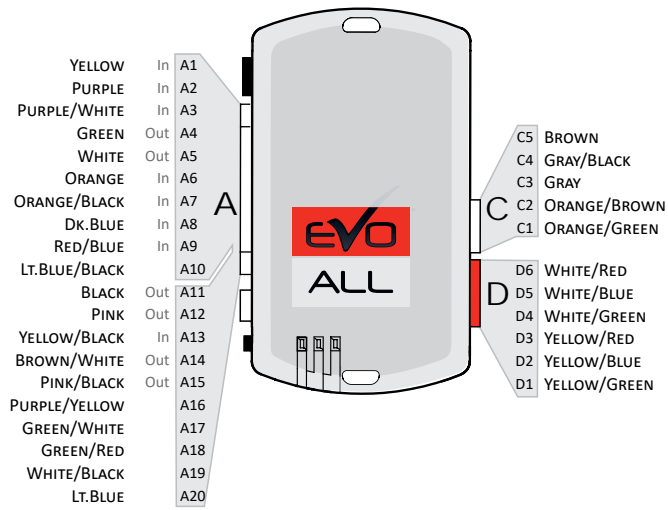 YELLOW In A1
PURPLE In A2
PURPLE/WHITE In A3
GREEN Out A4
WHITE Out A5
ORANGE In A6
ORANGE/BLACK In A7
DK.BLUE In A8
RED/BLUE In A9
LT.BLUE/BLACK A10
BLACK Out A11
PINK Out A12
YELLOW/BLACK In A13
BROWN/WHITE Out A14
PINK/BLACK Out A15
PURPLE/YELLOW A16
GREEN/WHITE A17
GREEN/RED A18
WHITE/BLACK A19
LT.BLUE A20
A
EVO
ALL
C
C5 BROWN
C4 GRAY/BLACK
C3 GRAY
C2 ORANGE/BROWN
C1 ORANGE/GREEN
D
D6 WHITE/RED
D5 WHITE/BLUE
D4 WHITE/GREEN
D3 YELLOW/RED
D2 YELLOW/BLUE
D1 YELLOW/GREEN